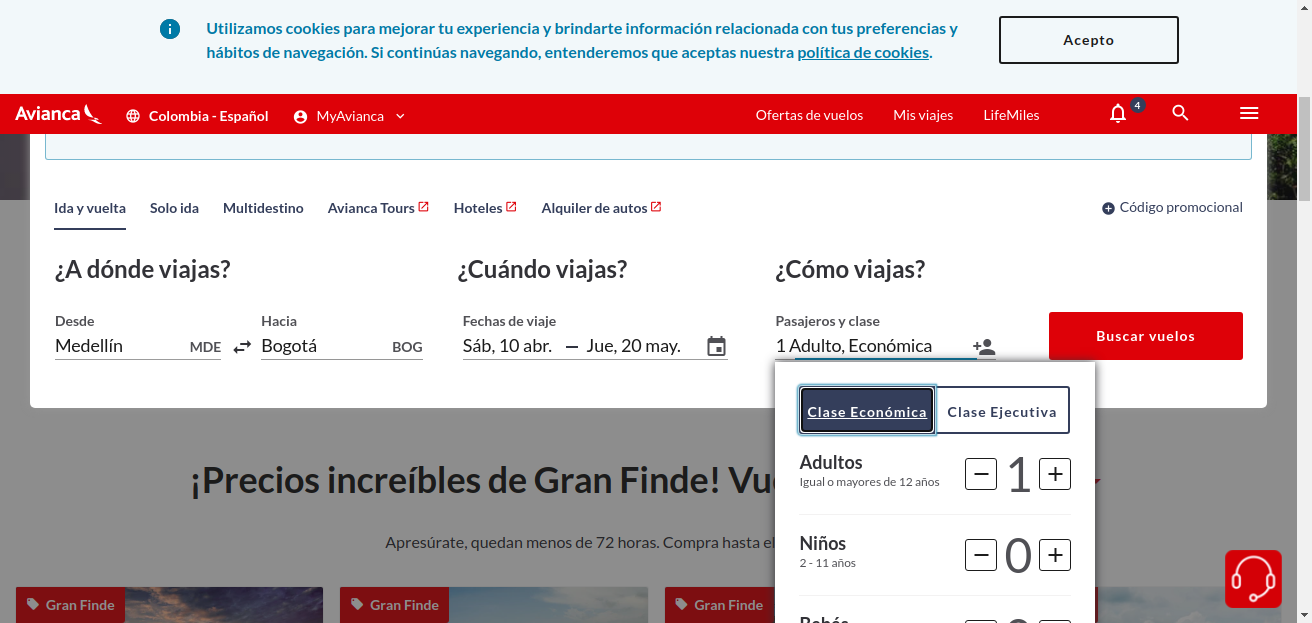 Utilizamos cookies para mejorar tu experiencia y brindarte información relacionada con tus preferencias y
hábitos de navegación. Si continúas navegando, entenderemos que aceptas nuestra política de cookies.
Acepto
Avianca
Colombia - Español
MyAvianca
Ofertas de vuelos
Mis viajes
LifeMiles
4
Ida y vuelta
Solo ida
Multidestino
Avianca Tours
Hoteles
Alquiler de autos
Código promocional
¿A dónde viajas?
¿Cuándo viajas?
¿Cómo viajas?
Desde
Hacia
Fechas de viaje
Pasajeros y clase
Medellín MDE
Bogotá BOG
Sáb, 10 abr. — Jue, 20 may.
1 Adulto, Económica
Buscar vuelos
Clase Económica
Clase Ejecutiva
Adultos
Igual o mayores de 12 años
1
Niños
2 - 11 años
0
¡Precios increíbles de Gran Finde!
Apresúrate, quedan menos de 72 horas. Compra hasta el
Gran Finde
Gran Finde
Gran Finde